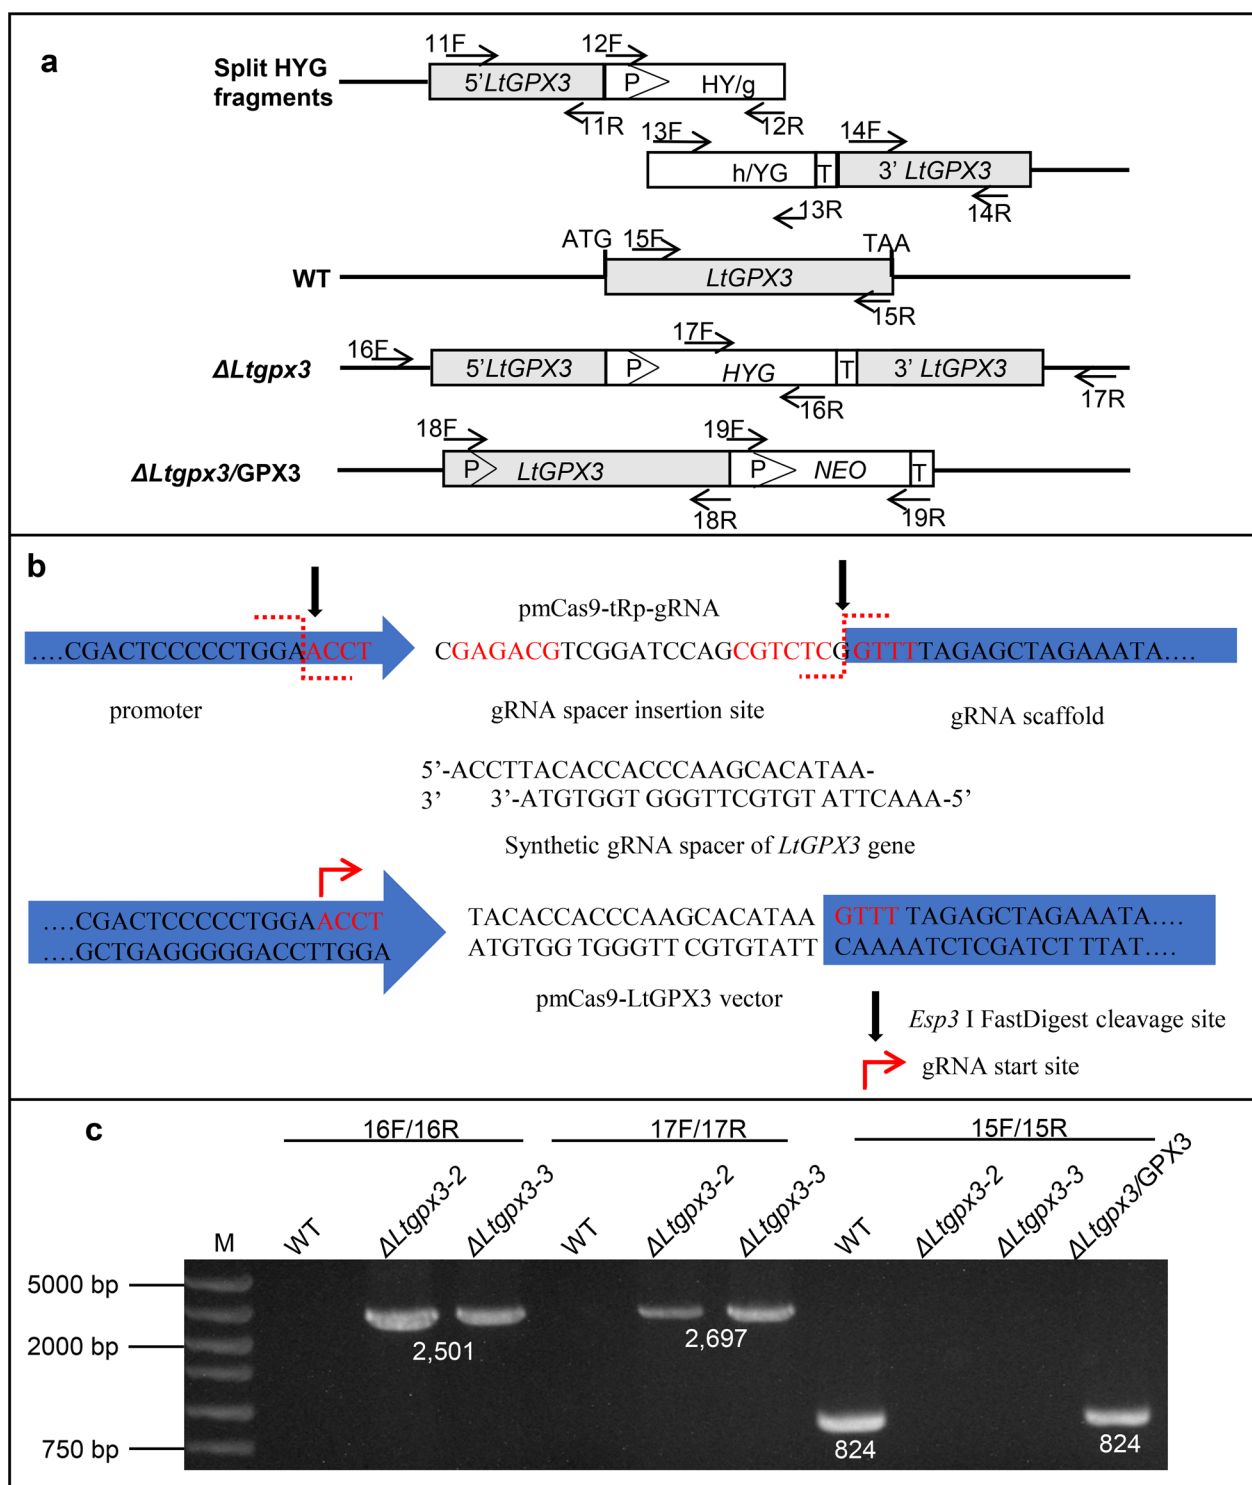 a
Split HYG
fragments
11F
12F
5’LtGPX3
P
HY/g
11R
12R
13F
14F
h/YG
T
3’ LtGPX3
13R
14R
ATG
15F
TAA
WT
LtGPX3
15R
16F
17F
ΔLtgpx3
5’LtGPX3
P
HYG
T
3’ LtGPX3
16R
17R
18F
19F
ΔLtgpx3/GPX3
P
LtGPX3
P
NEO
T
18R
19R
b
pmCas9-tRp-gRNA
....CGACTCCCCCTGGAACCT
CGAGACGTCGGATCCAGCGTCTCG
GTTTTAGAGCTAGAAATA....
promoter
gRNA spacer insertion site
gRNA scaffold
5’-ACCTTACACCACCCAAGCACATAA-
3’ 3’-ATGTGGT GGGTTCGTGT ATTCAAA-5’
Synthetic gRNA spacer of LtGPX3 gene
....CGACTCCCCCTGGAACCT
TACACCACCCAAGCACATAA
GTTT TAGAGCTAGAAATA....
....GCTGAGGGGGACCTTGGA
ATGTGG TGGGTT CGTGTATT
CAAAATCTCGATCT TTAT....
pmCas9-LtGPX3 vector
Esp3 I FastDigest cleavage site
gRNA start site
c
16F/16R
17F/17R
15F/15R
M
WT
ΔLtgpx3-2
ΔLtgpx3-3
WT
ΔLtgpx3-2
ΔLtgpx3-3
WT
ΔLtgpx3-2
ΔLtgpx3-3
ΔLtgpx3/GPX3
5000 bp
2,501
2,697
2000 bp
824
824
750 bp